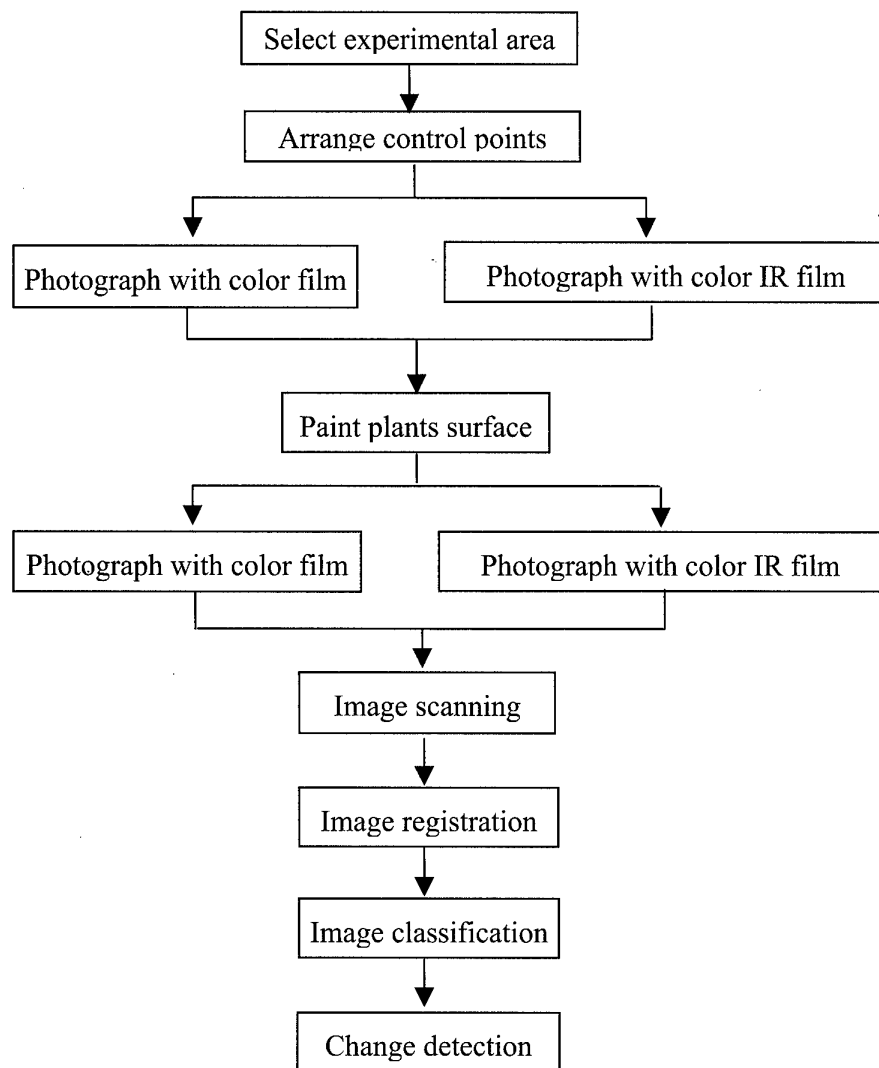 Select experimental area
Arrange control points
Photograph with color film
Photograph with color IR film
Paint plants surface
Photograph with color film
Photograph with color IR film
Image scanning
Image registration
Image classification
Change detection